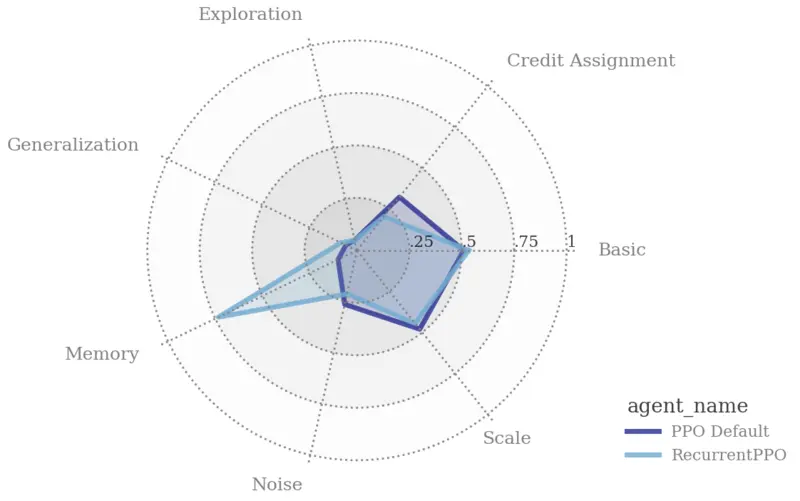 Exploration
Credit Assignment
Generalization
.25 .5 .75 1
Basic
Memory
Scale
Noise
agent_name
PPO Default
RecurrentPPO